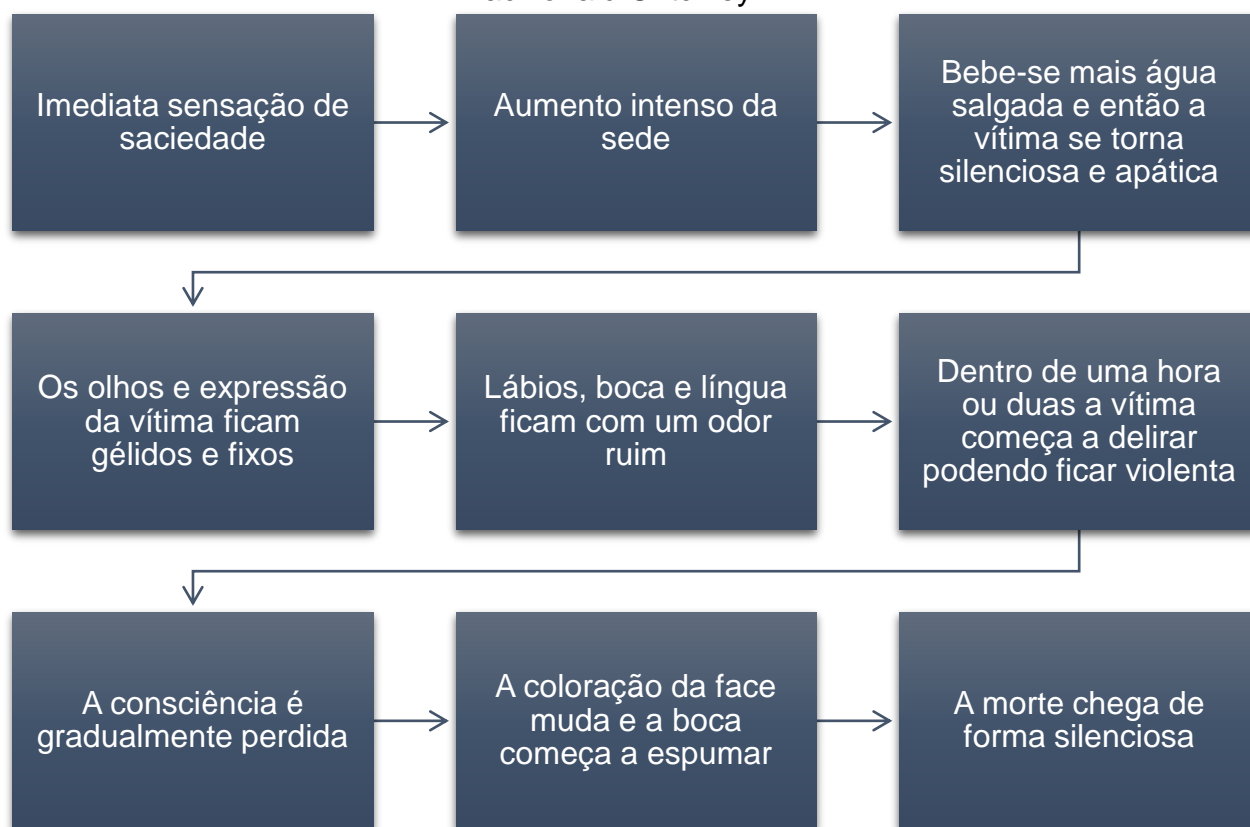 Imediata sensação de
saciedade
Aumento intenso da
sede
Bebe-se mais água
salgada e então a
vítima se torna
silenciosa e apática
Os olhos e expressão
da vítima ficam
gélidos e fixos
Lábios, boca e língua
ficam com um odor
ruim
Dentro de uma hora
ou duas a vítima
começa a delirar
podendo ficar violenta
A consciência é
gradualmente perdida
A coloração da face
muda e a boca
começa a espumar
A morte chega de
forma silenciosa